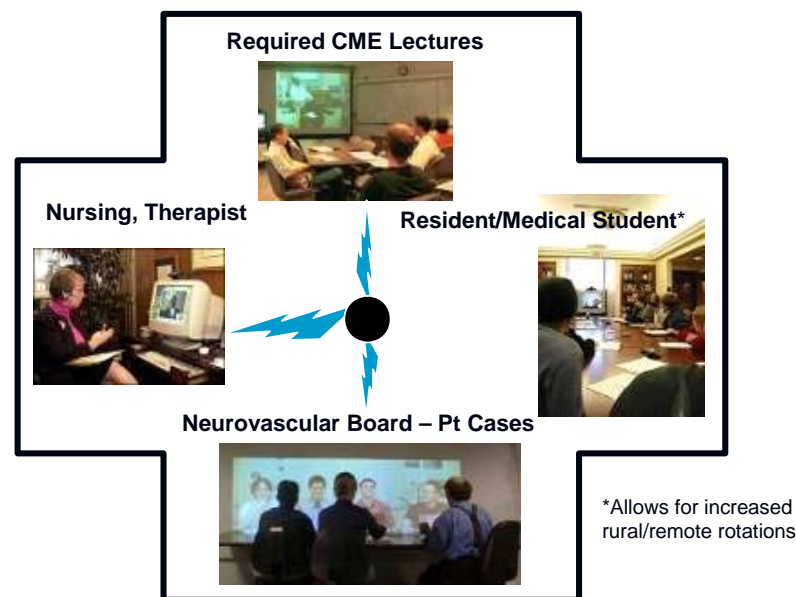 Required CME Lectures
Nursing, Therapist
Resident/Medical Student*
Neurovascular Board – Pt Cases
*Allows for increased
rural/remote rotations